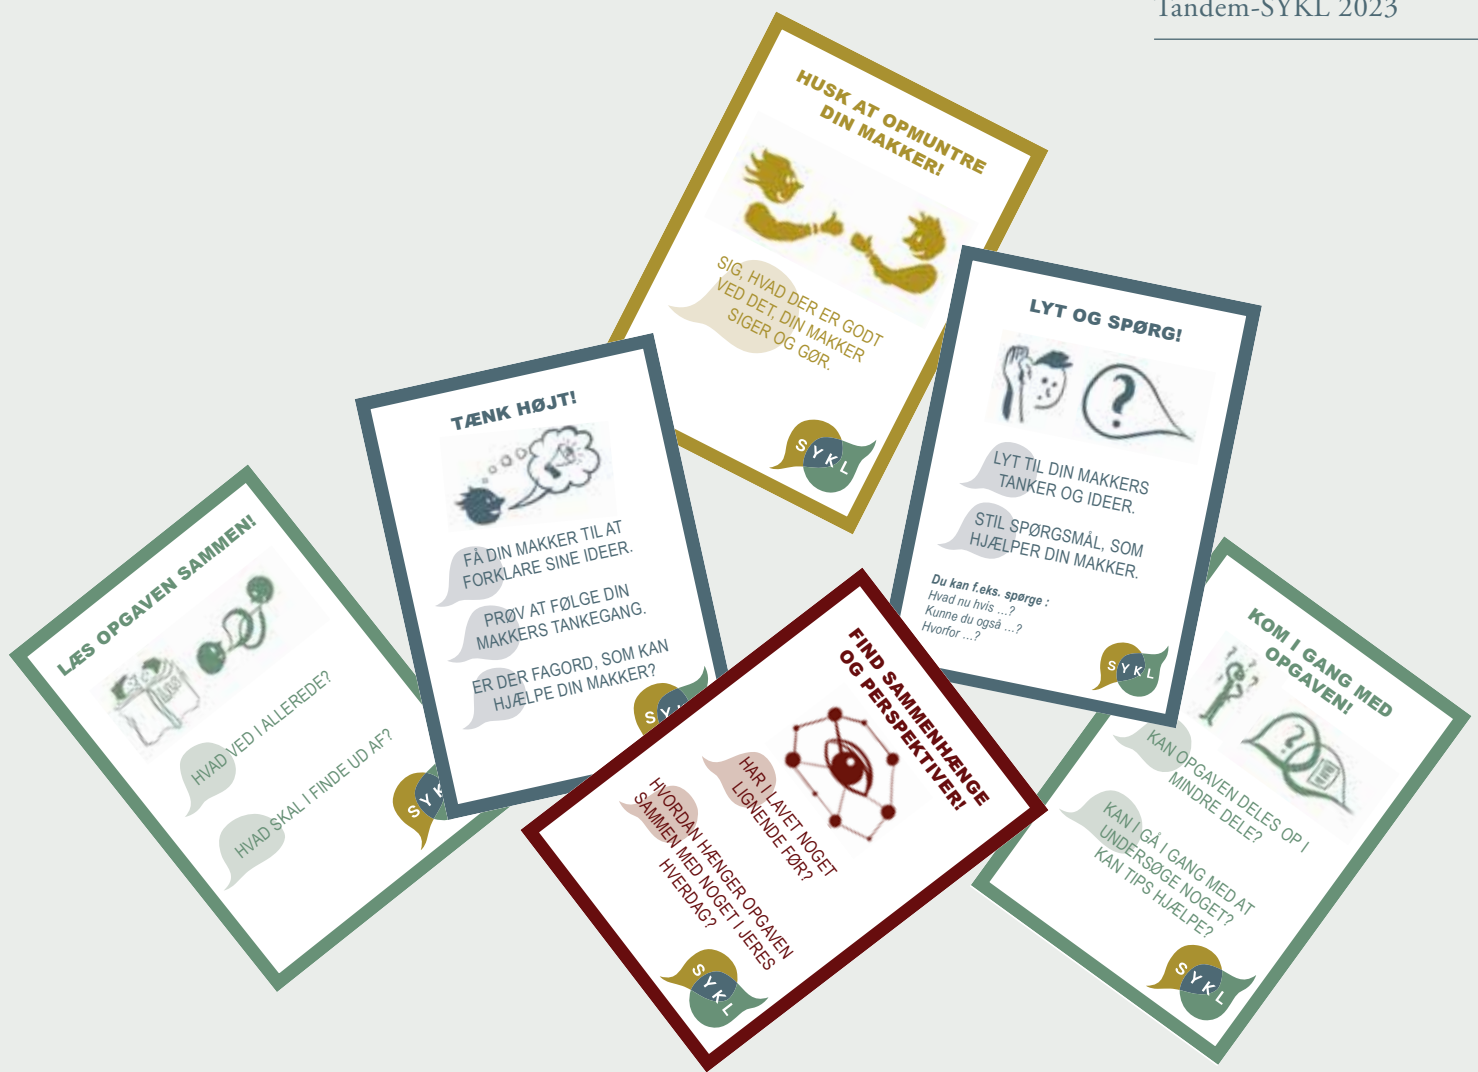 Tandem-SYKL 2023
HUSK AT OPMUNTRE
DIN MAKKER!
SIG, HVAD DER ER GODT
VED DET, DIN MAKKER
SIGER OG GØR.
SYKL
LYT OG SPØRG!
?
LYT TIL DIN MAKKERS
TANKER OG IDEER.
STIL SPØRGSMÅL, SOM
HJÆLPER DIN MAKKER.
Du kan f.eks. spørge :
Hvad nu hvis ...?
Kunne du også ...?
Hvorfor ...?
SYKL
TÆNK HØJT!
FÅ DIN MAKKER TIL AT
FORKLARE SINE IDEER.
PRØV AT FØLGE DIN
MAKKERS TANKEGANG.
ER DER FAGORD, SOM KAN
HJÆLPE DIN MAKKER?
SY
LÆS OPGAVEN SAMMEN!
HVAD VED I ALLEREDE?
HVAD SKAL I FINDE UD AF?
SYK
FIND SAMMENHÆNGE
OG PERSPEKTIVER!
HAR I LAVET NOGET
LIGNENDE FØR?
HVORDAN HÆNGER OPGAVEN
SAMMEN MED NOGET I JERES
HVERDAG?
SYKL
KOM I GANG MED
OPGAVEN!
?
KAN OPGAVEN DELES OP I
MINDRE DELE?
KAN I GÅ I GANG MED AT
UNDERSØGE NOGET?
KAN TIPS HJÆLPE?
SYKL